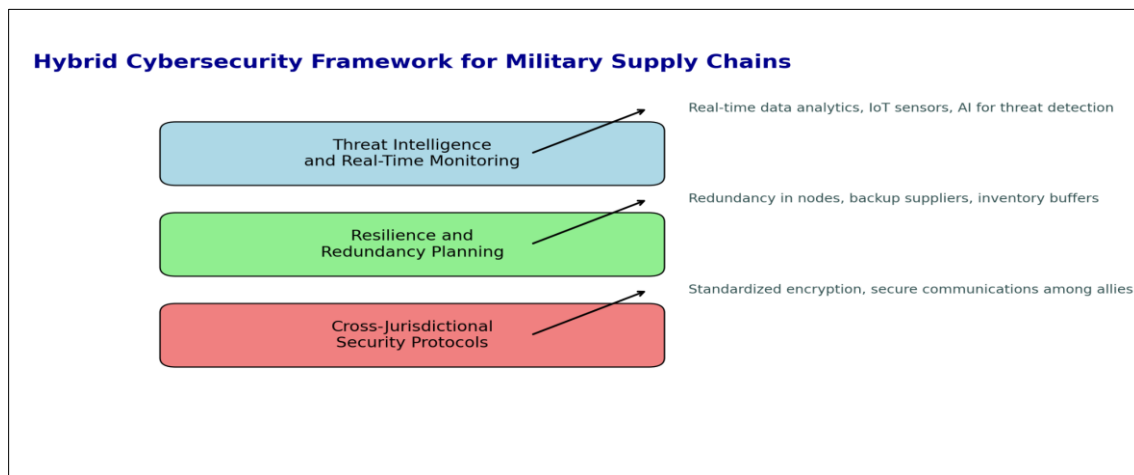 Hybrid Cybersecurity Framework for Military Supply Chains
Real-time data analytics, IoT sensors, AI for threat detection
Threat Intelligence
and Real-Time Monitoring
Redundancy in nodes, backup suppliers, inventory buffers
Resilience and
Redundancy Planning
Standardized encryption, secure communications among allies
Cross-Jurisdictional
Security Protocols